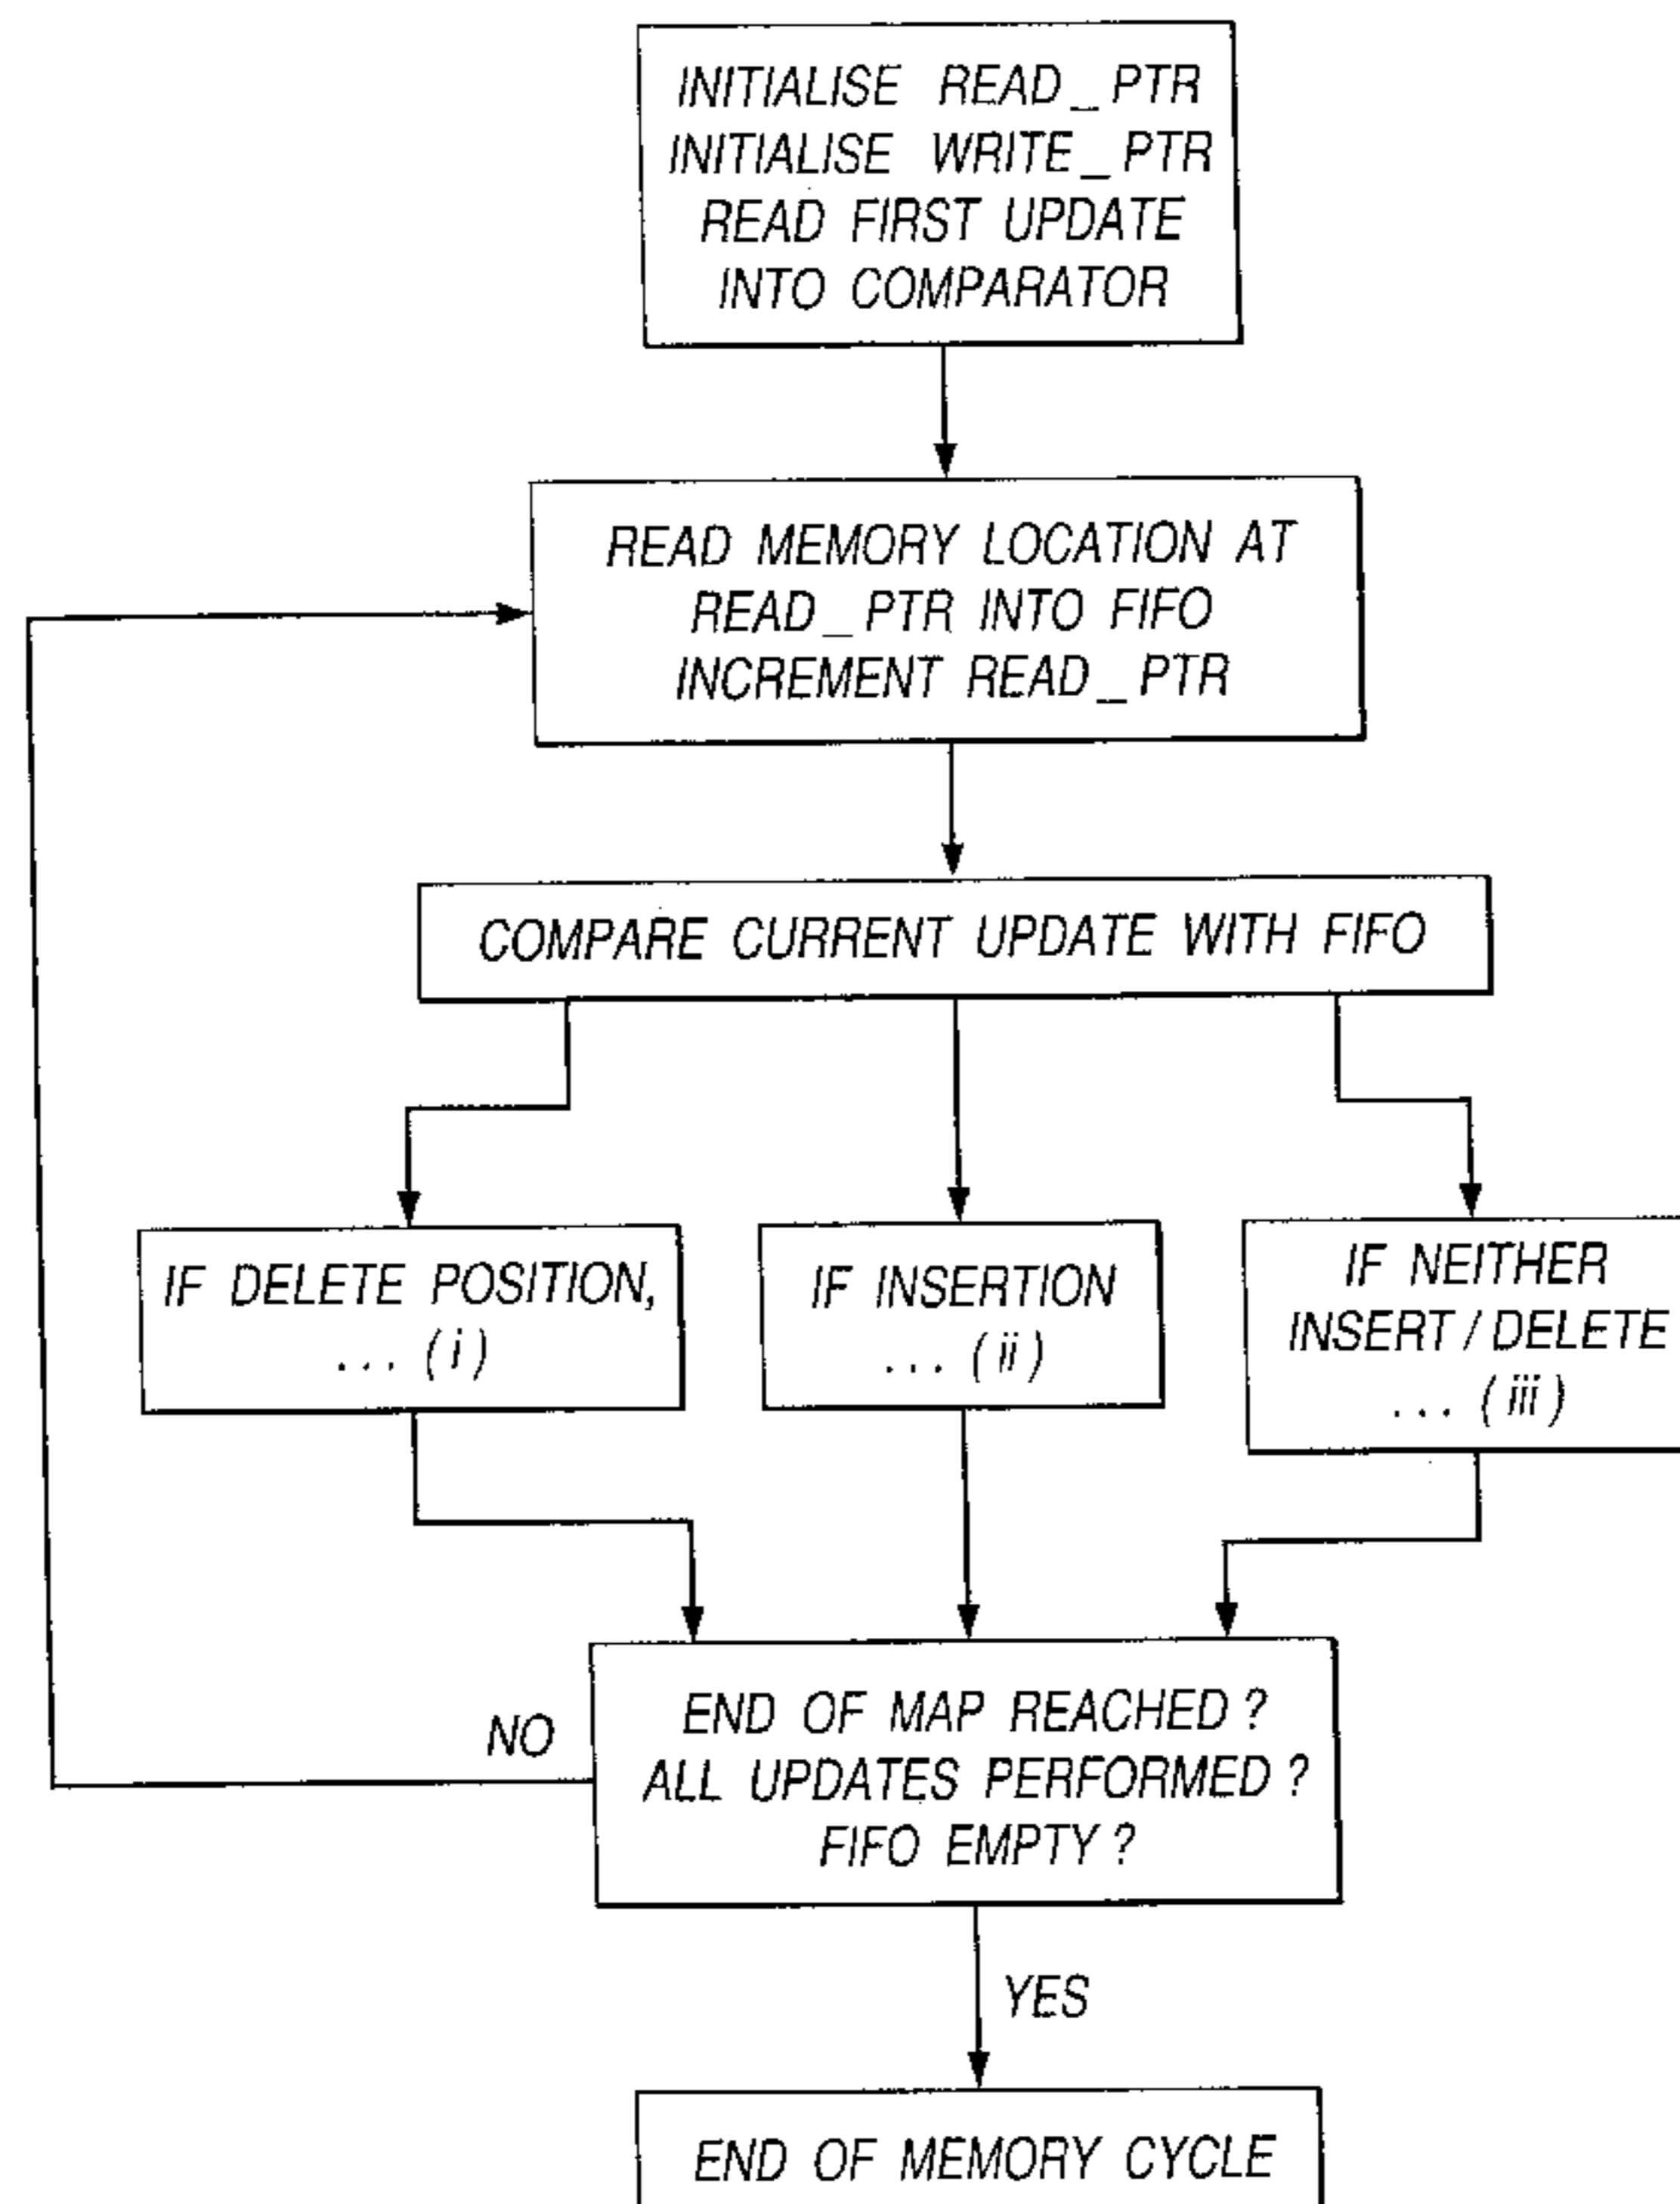 INITIALISE READ_PTR
INITIALISE WRITE_PTR
READ FIRST UPDATE
INTO COMPARATOR
READ MEMORY LOCATION AT
READ_PTR INTO FIFO
INCREMENT READ_PTR
COMPARE CURRENT UPDATE WITH FIFO
IF DELETE POSITION,
... (i)
IF INSERTION
... (ii)
IF NEITHER
INSERT/DELETE
... (iii)
END OF MAP REACHED?
ALL UPDATES PERFORMED?
FIFO EMPTY?
NO
YES
END OF MEMORY CYCLE